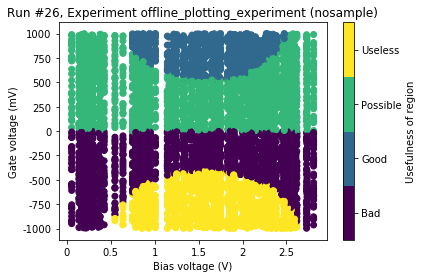 Run #26, Experiment offline_plotting_experiment (nosample)
Gate voltage (mV)
1000
750
500
250
0
-250
-500
-750
-1000
0
0.5
1
1.5
2
2.5
Bias voltage (V)
Useless
Possible
Good
Bad
Usefulness of region